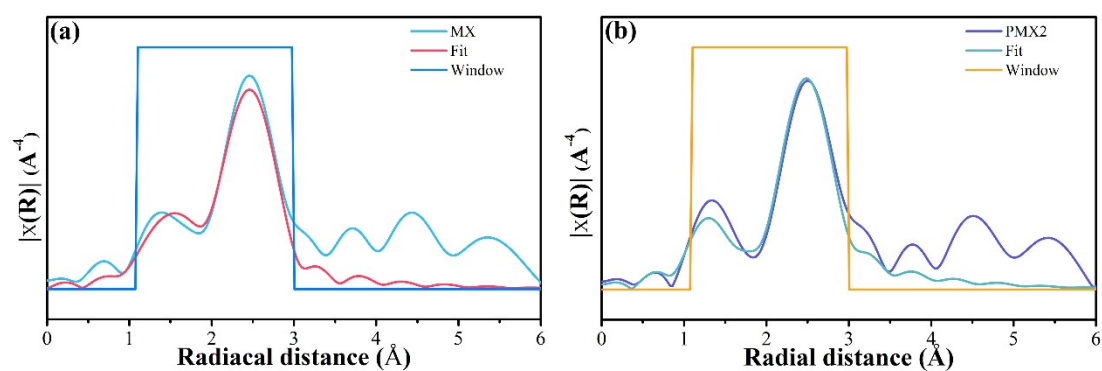 (a)
MX
Fit
Window
|χ(R)| (A⁻⁴)
0 1 2 3 4 5 6
Radiacal distance (Å)
(b)
PMX2
Fit
Window
|χ(R)| (A⁻⁴)
0 1 2 3 4 5 6
Radial distance (Å)